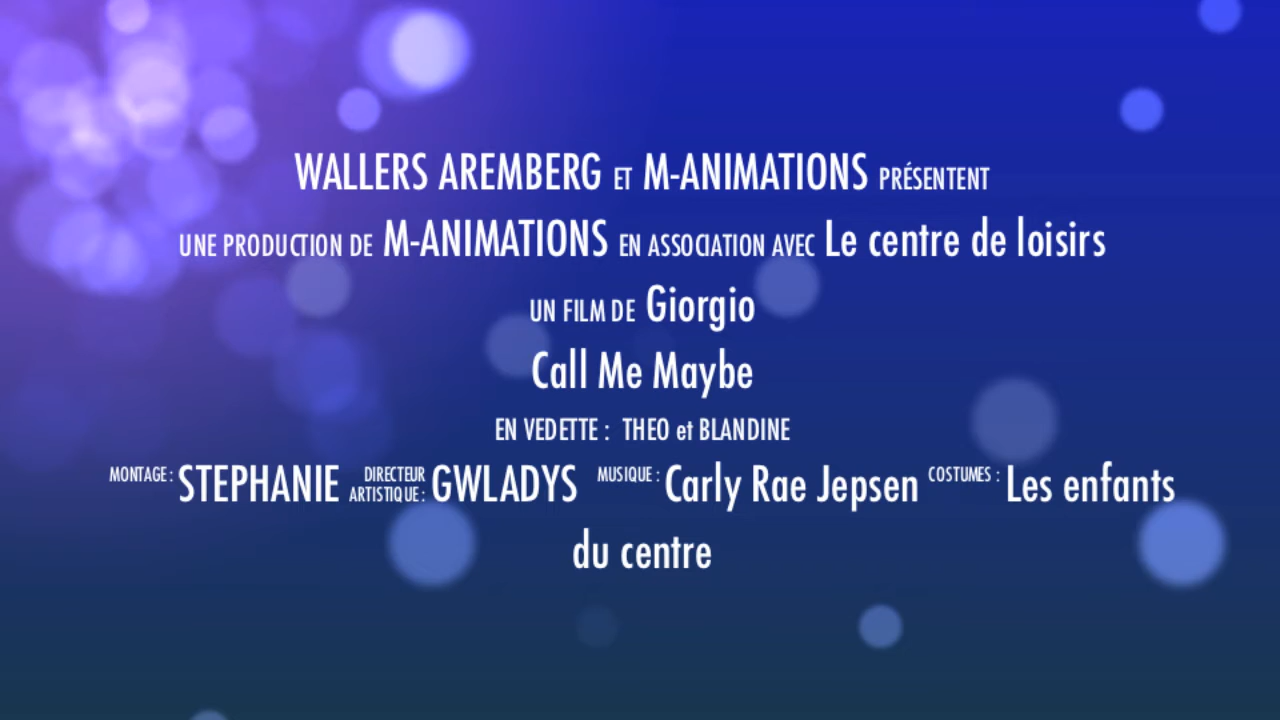 WALLERS AREMBERG ET M-ANIMATIONS PRÉSENTENT
UNE PRODUCTION DE M-ANIMATIONS EN ASSOCIATION AVEC Le centre de loisirs
UN FILM DE Giorgio
Call Me Maybe
EN VEDETTE : THEO et BLANDINE
MONTAGE : STEPHANIE DIRECTEUR ARTISTIQUE : GWLADYS MUSIQUE : Carly Rae Jepsen COSTUMES : Les enfants
du centre